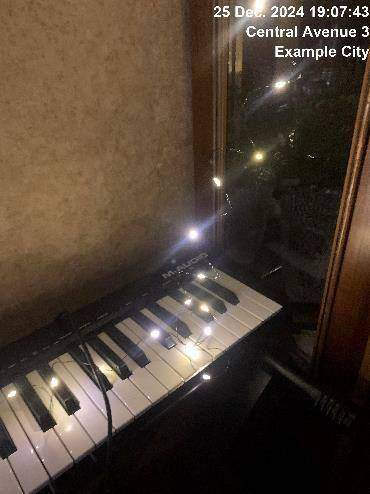 25 Dec. 2024 19:07:43
Central Avenue 3
Example City
M-AUDIO